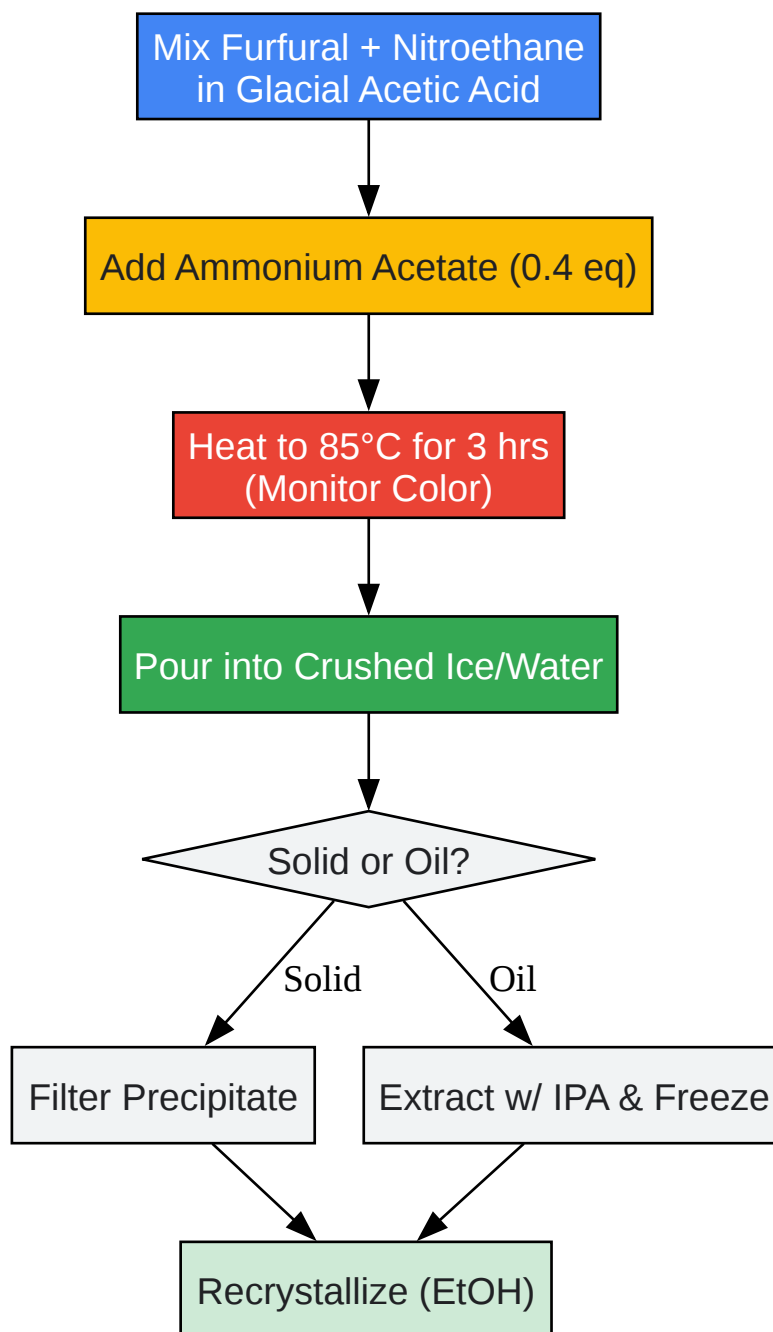 Mix Furfural + Nitroethane
in Glacial Acetic Acid
Add Ammonium Acetate (0.4 eq)
Heat to 85°C for 3 hrs
(Monitor Color)
Pour into Crushed Ice/Water
Solid or Oil?
Solid
Oil
Filter Precipitate
Extract w/ IPA & Freeze
Recrystallize (EtOH)